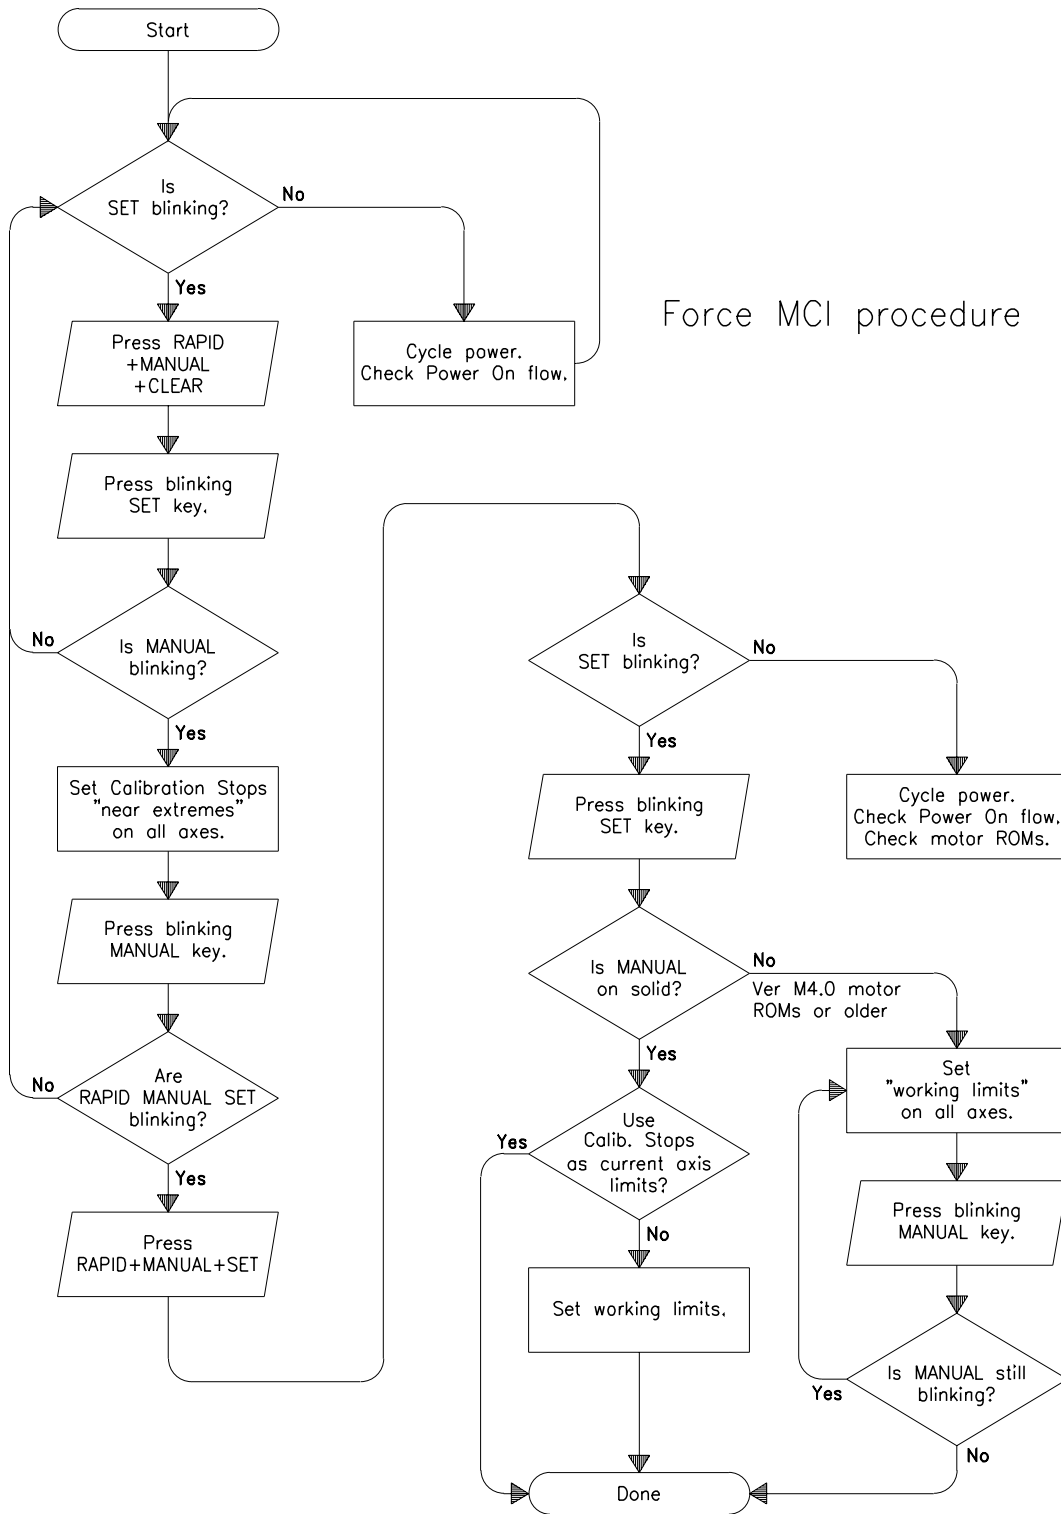 Start
Is
SET blinking?
No
Yes
Force MCI procedure
Press RAPID
+MANUAL
+CLEAR
Cycle power.
Check Power On flow.
Press blinking
SET key.
Is MANUAL
blinking?
No
Yes
Set Calibration Stops
"near extremes"
on all axes.
Press blinking
MANUAL key.
Are
RAPID MANUAL SET
blinking?
No
Yes
Press
RAPID+MANUAL+SET
Is
SET blinking?
No
Yes
Press blinking
SET key.
Cycle power.
Check Power On flow.
Check motor ROMs.
Is MANUAL
on solid?
No
Ver M4.0 motor
ROMs or older
Yes
Use
Calib. Stops
as current axis
limits?
Yes
No
Set working limits.
Set
"working limits"
on all axes.
Press blinking
MANUAL key.
Is MANUAL still
blinking?
Yes
No
Done